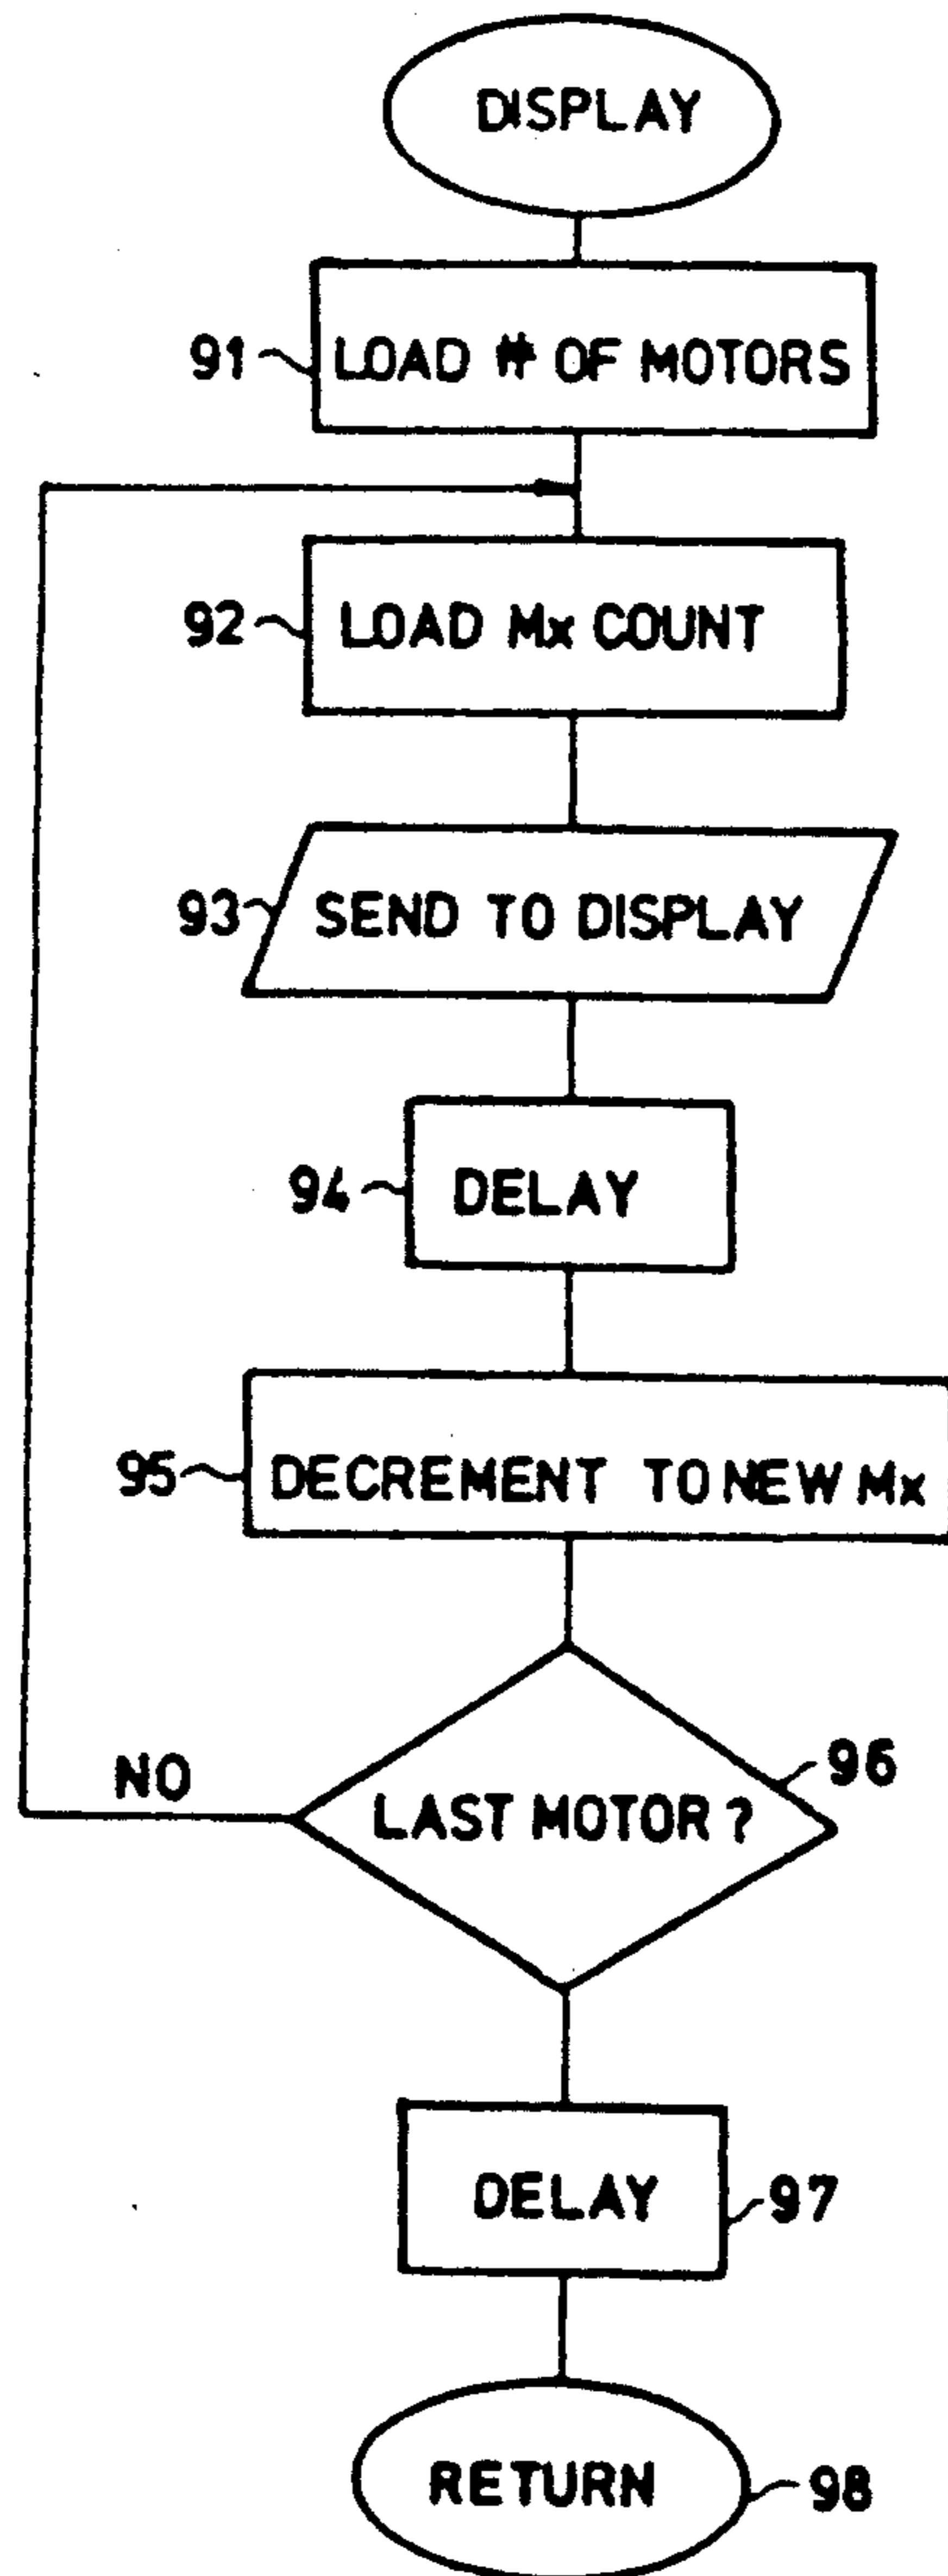 DISPLAY
91 LOAD # OF MOTORS
92 LOAD Mx COUNT
93 SEND TO DISPLAY
94 DELAY
95 DECREMENT TO NEW Mx
96
LAST MOTOR ?
NO
DELAY 97
RETURN 98